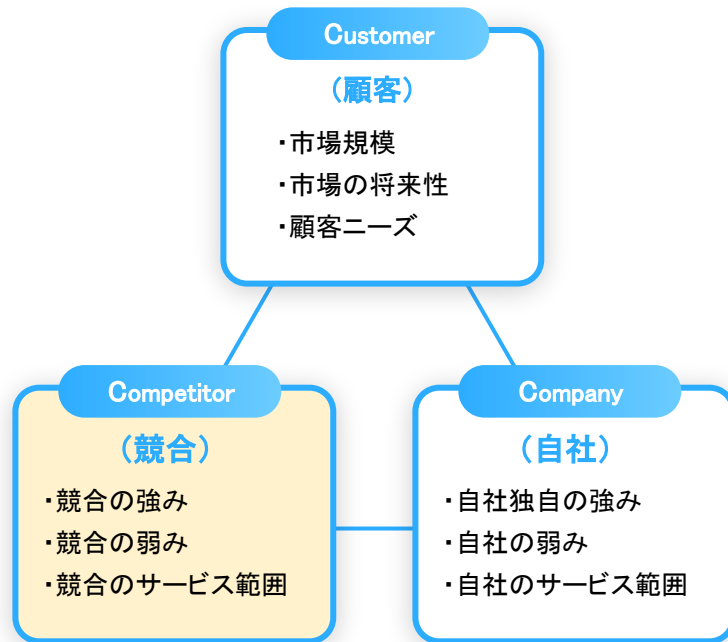 Customer
（顧客）
・市場規模
・市場の将来性
・顧客ニーズ
Competitor
（競合）
・競合の強み
・競合の弱み
・競合のサービス範囲
Company
（自社）
・自社独自の強み
・自社の弱み
・自社のサービス範囲